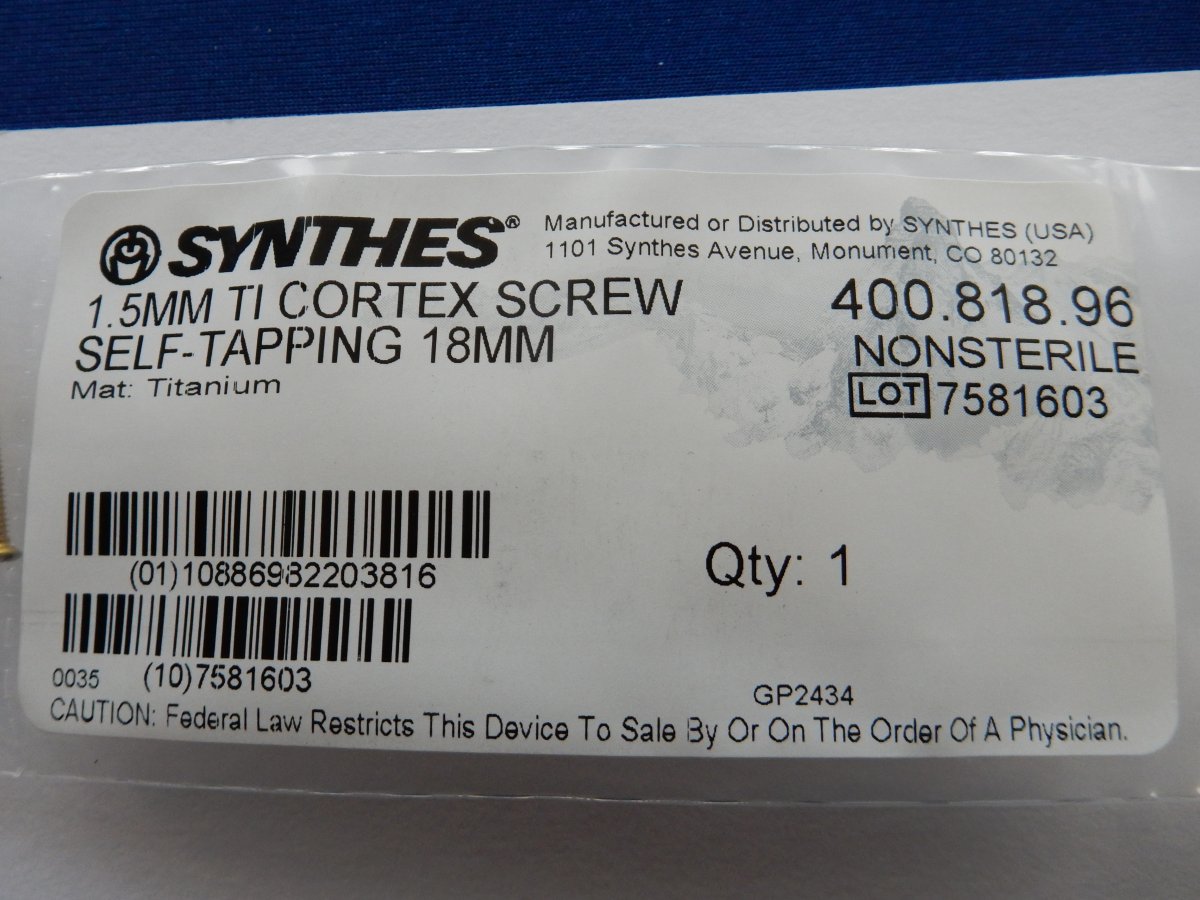 SYNTHES®
Manufactured or Distributed by SYNTHES (USA)
1101 Synthes Avenue, Monument, CO 80132
1.5MM TI CORTEX SCREW
SELF-TAPPING 18MM
Mat: Titanium
400.818.96
NONSTERILE
LOT 7581603
(01)10886982203816
Qty: 1
0035 (10)7581603
GP2434
CAUTION: Federal Law Restricts This Device To Sale By Or On The Order Of A Physician.